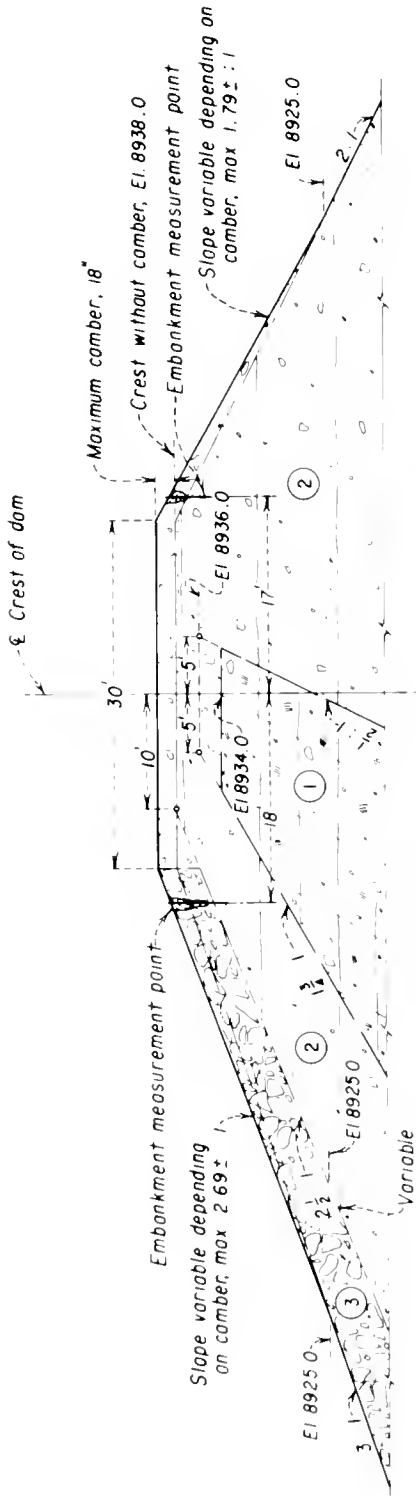 ℄ Crest of dam
30'
10'
Maximum camber, 18"
Crest without camber, El. 8938.0
Embankment measurement point
Slope variable depending on
camber, max 1.79± : 1
5'
5'
El 8936.0
El 8934.0
17'
18
Embankment measurement point
Slope variable depending
on camber, max 2 69±
El 8925.0
2 : 1
2
1
2
3
1
El 8925 0
El 8925 0
2 ½
1
3
1
Variable